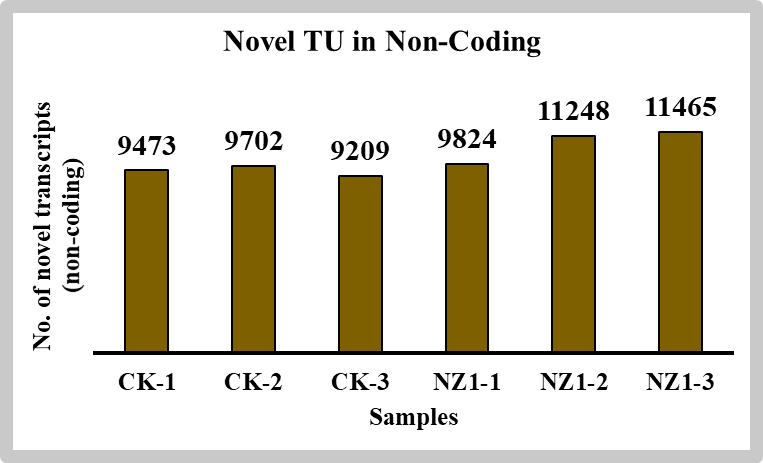 Novel TU in Non-Coding
No. of novel transcripts
(non-coding)
9473
9702
9209
9824
11248
11465
CK-1
CK-2
CK-3
NZ1-1
NZ1-2
NZ1-3
Samples